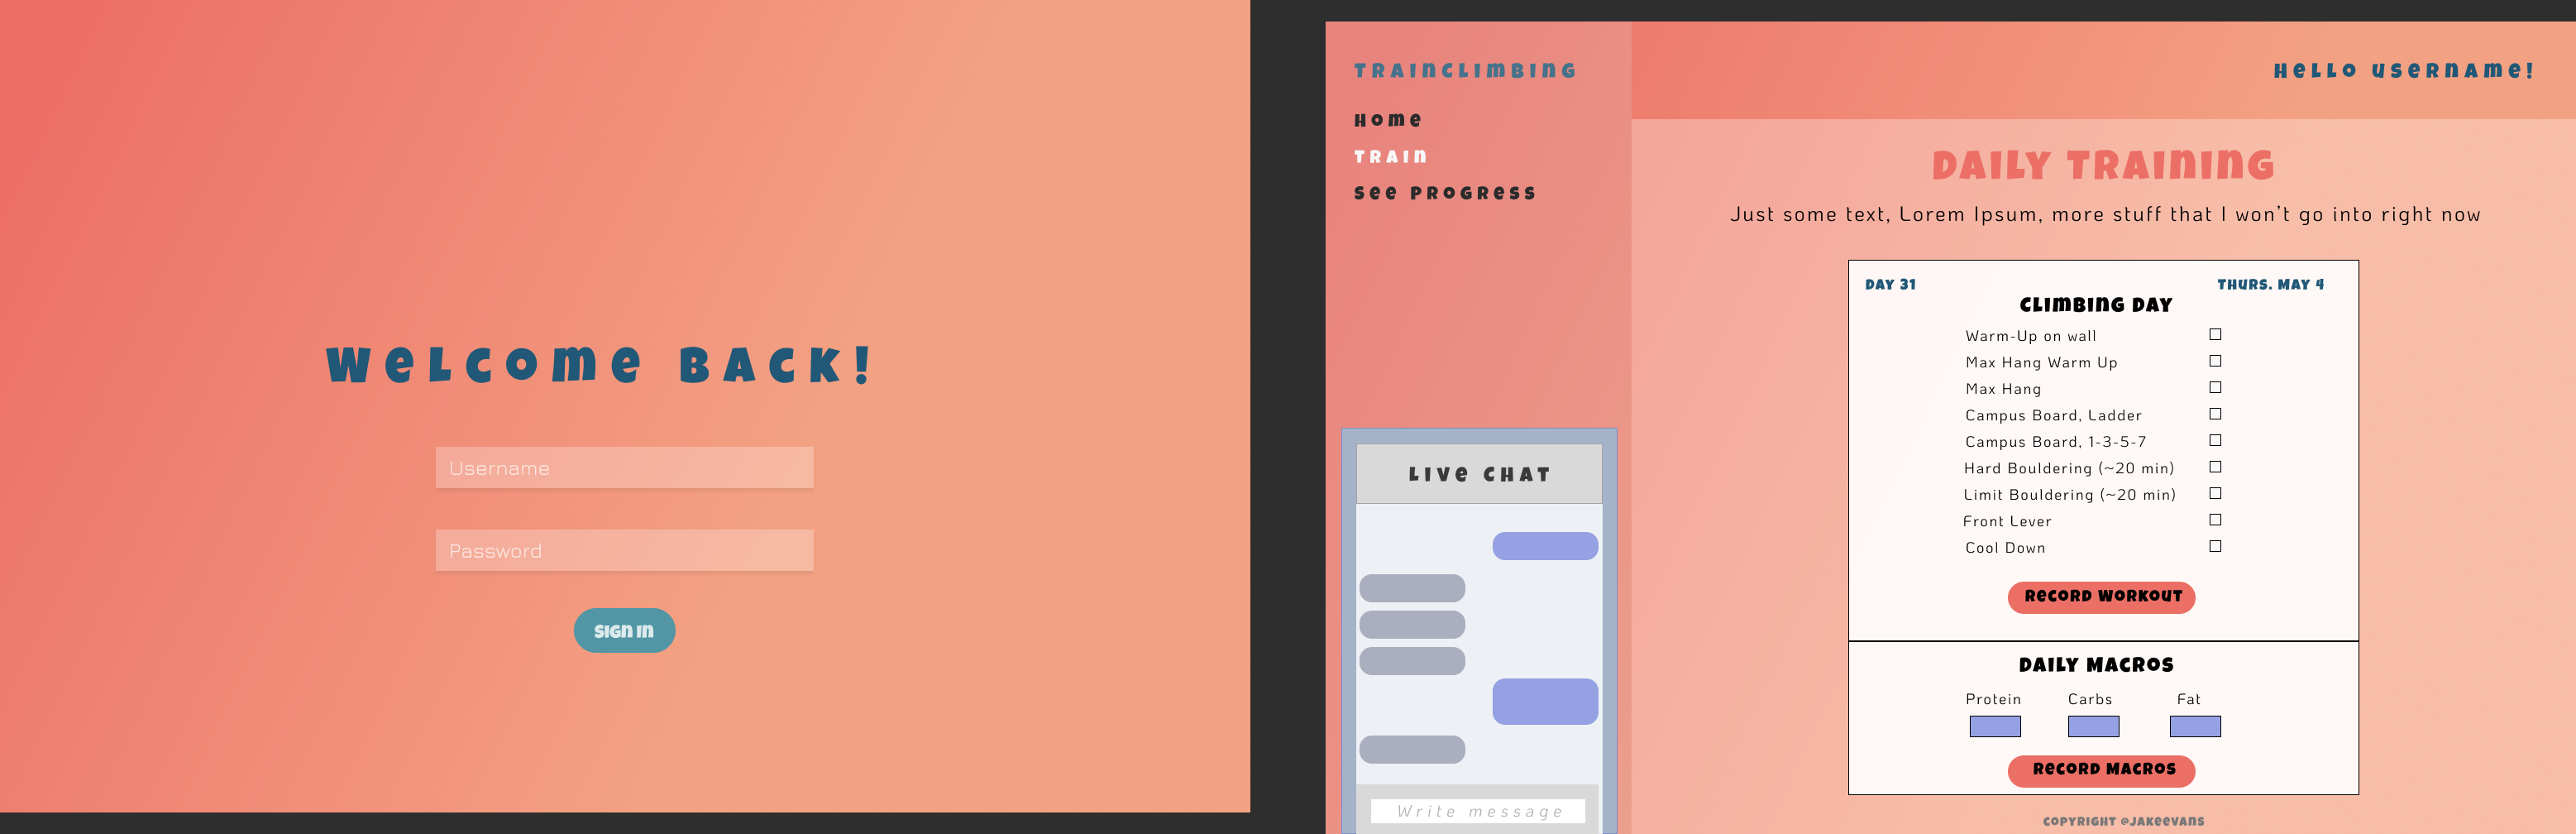 Welcome Back!
Username
Password
Sign in
TrainClimbing
Home
Train
See Progress
Live Chat
Write message
Hello username!
Daily Training
Just some text, Lorem Ipsum, more stuff that I won't go into right now
Day 31
Thurs. May 4
Climbing Day
Warm-Up on wall
Max Hang Warm Up
Max Hang
Campus Board, Ladder
Campus Board, 1-3-5-7
Hard Bouldering (~20 min)
Limit Bouldering (~20 min)
Front Lever
Cool Down
Record Workout
Daily Macros
Protein Carbs Fat
Record Macros
Copyright @JakeEvans